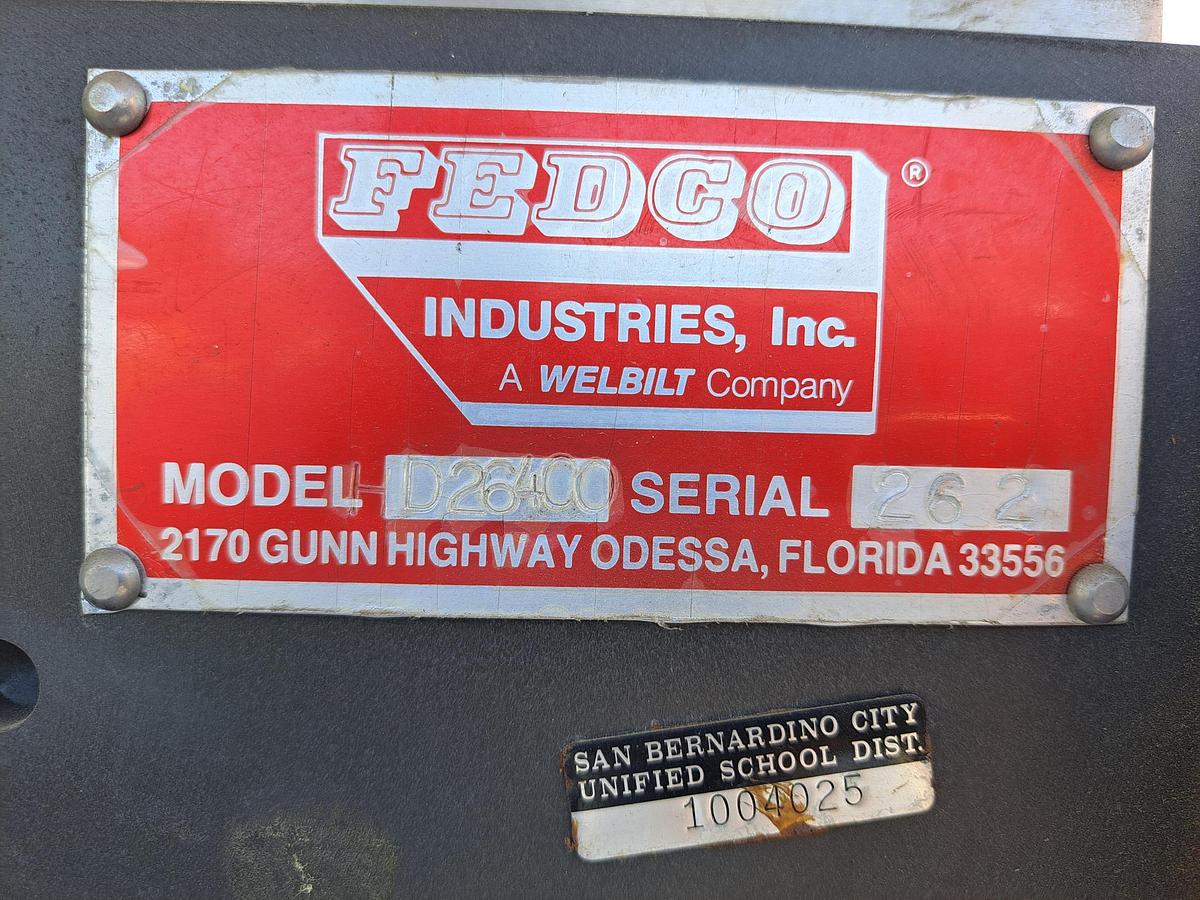 FEDCO ®
INDUSTRIES, Inc.
A WELBILT Company
MODEL SERIAL 262
2170 GUNN HIGHWAY ODESSA, FLORIDA 33556
SAN BERNARDINO CITY
UNIFIED SCHOOL DIST.
1004025